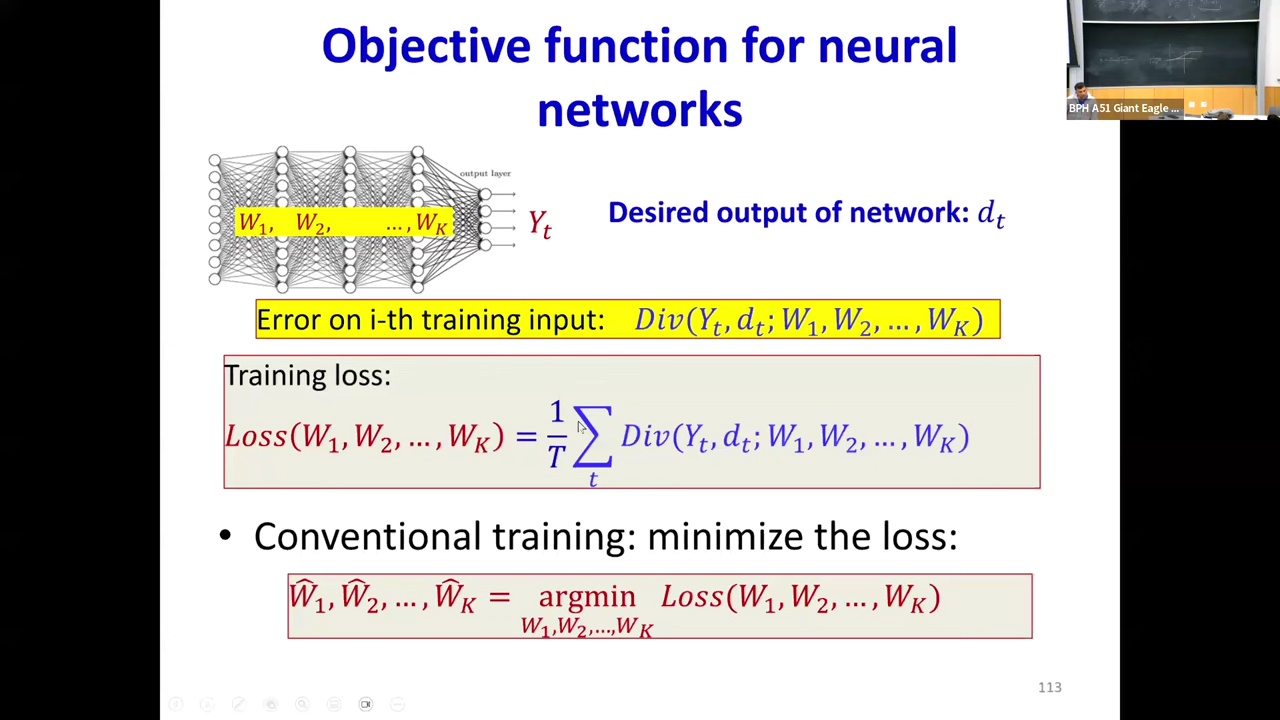 Objective function for neural
networks
BPH A51 Giant Eagle ...
output layer
W₁, W₂, ...,W_K
Y_t
Desired output of network: d_t
Error on i-th training input: Div(Y_t, d_t; W₁, W₂, ..., W_K)
Training loss:
Loss(W₁, W₂, ..., W_K) = 1/T ∑_t Div(Y_t, d_t; W₁, W₂, ..., W_K)
• Conventional training: minimize the loss:
Ŵ₁, Ŵ₂, ..., Ŵ_K = argmin_{W₁,W₂,...,W_K} Loss(W₁, W₂, ..., W_K)
113